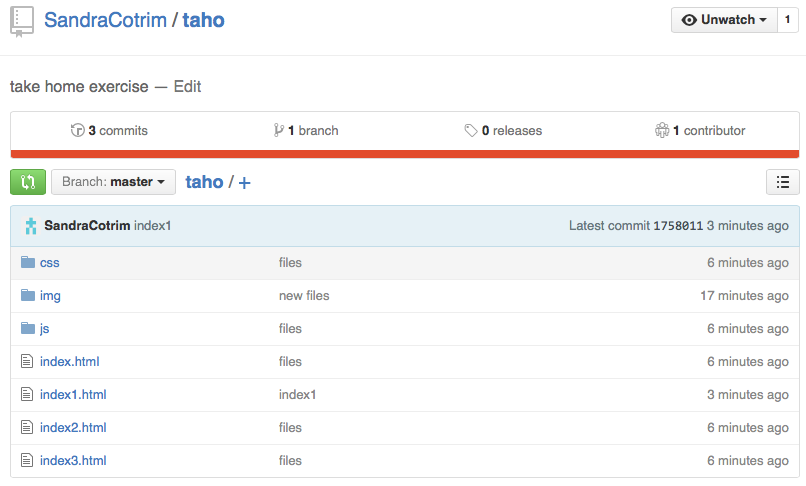 SandraCotrim / taho
Unwatch 1
take home exercise — Edit
3 commits 1 branch 0 releases 1 contributor
Branch: master taho / +
SandraCotrim index1 Latest commit 1758011 3 minutes ago
css files 6 minutes ago
img new files 17 minutes ago
js files 6 minutes ago
index.html files 6 minutes ago
index1.html index1 3 minutes ago
index2.html files 6 minutes ago
index3.html files 6 minutes ago